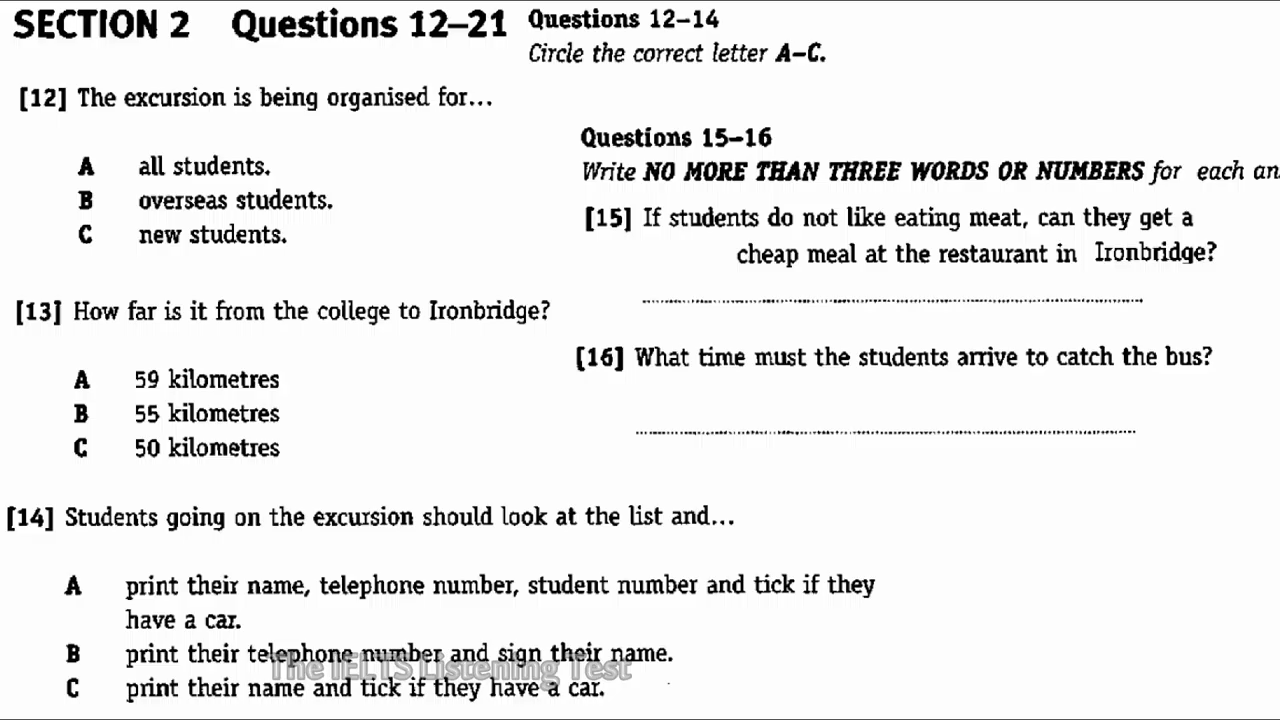 SECTION 2 Questions 12–21
Questions 12–14
Circle the correct letter A–C.
[12] The excursion is being organised for...
A all students.
B overseas students.
C new students.
[13] How far is it from the college to Ironbridge?
A 59 kilometres
B 55 kilometres
C 50 kilometres
[14] Students going on the excursion should look at the list and...
A print their name, telephone number, student number and tick if they
have a car.
B print their telephone number and sign their name.
C print their name and tick if they have a car.
Questions 15–16
Write NO MORE THAN THREE WORDS OR NUMBERS for each an
[15] If students do not like eating meat, can they get a
cheap meal at the restaurant in Ironbridge?
[16] What time must the students arrive to catch the bus?
The IELTS Listening Test